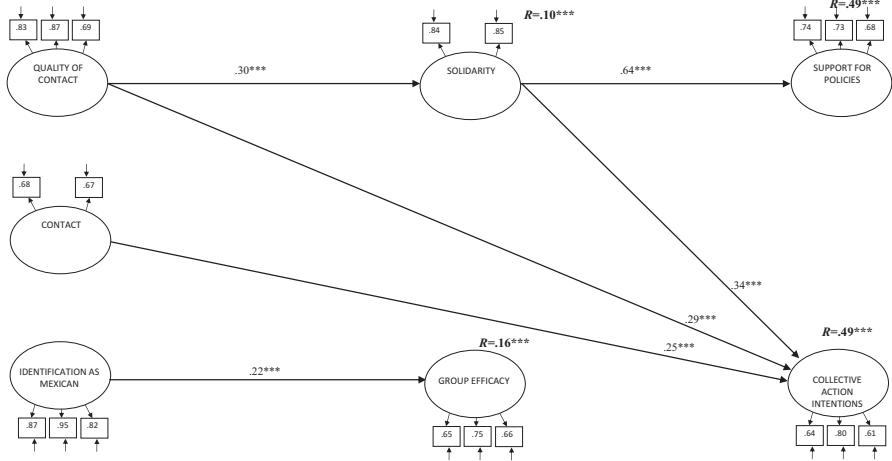 R=.49***
R=.10***
.83 .87 .69
.84 .85
.74 .73 .68
QUALITY OF
CONTACT
.30***
SOLIDARITY
.64***
SUPPORT FOR
POLICIES
.68 .67
CONTACT
.34***
.29***
.25***
R=.49***
R=.16***
IDENTIFICATION AS
MEXICAN
.22***
GROUP EFFICACY
COLLECTIVE
ACTION
INTENTIONS
.87 .95 .82
.65 .75 .66
.64 .80 .61